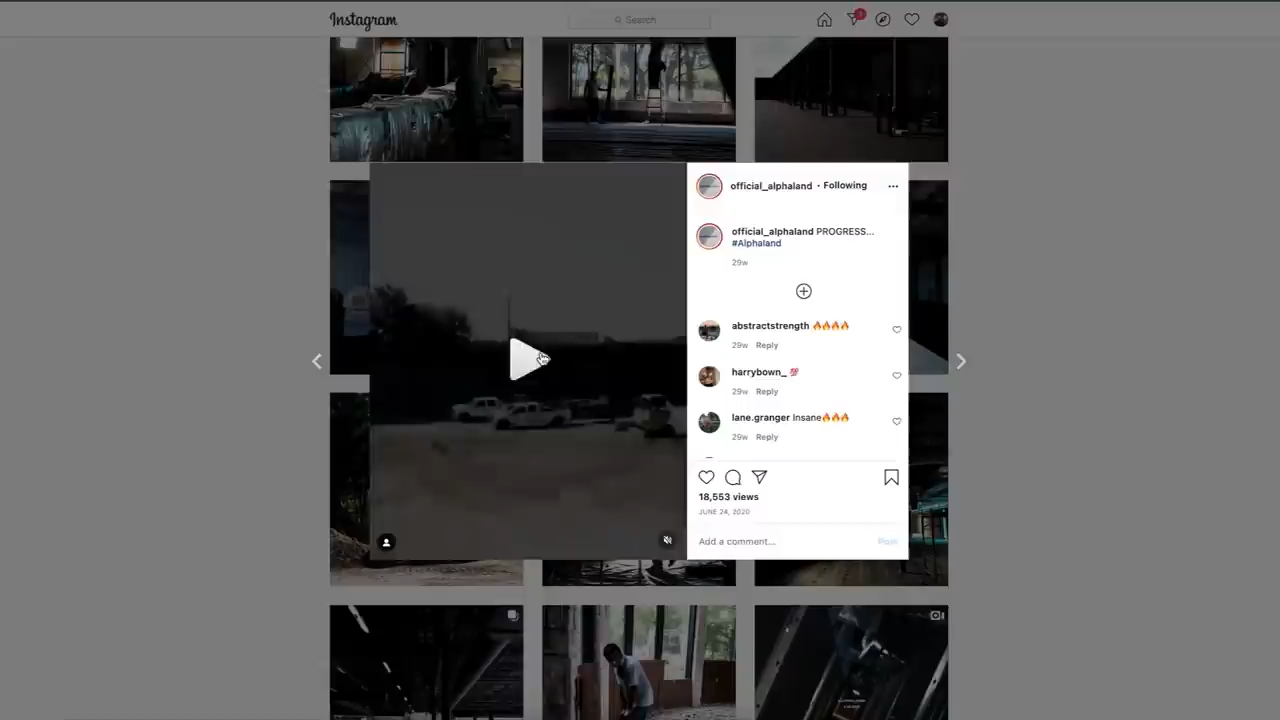 Instagram
Search
official_alphaland • Following
official_alphaland PROGRESS...
#Alphaland
29w
abstractstrength 🔥🔥🔥🔥
29w Reply
harrybown_ 💯
29w Reply
lane.granger Insane🔥🔥🔥
29w Reply
18,553 views
JUNE 24, 2020
Add a comment...
Post